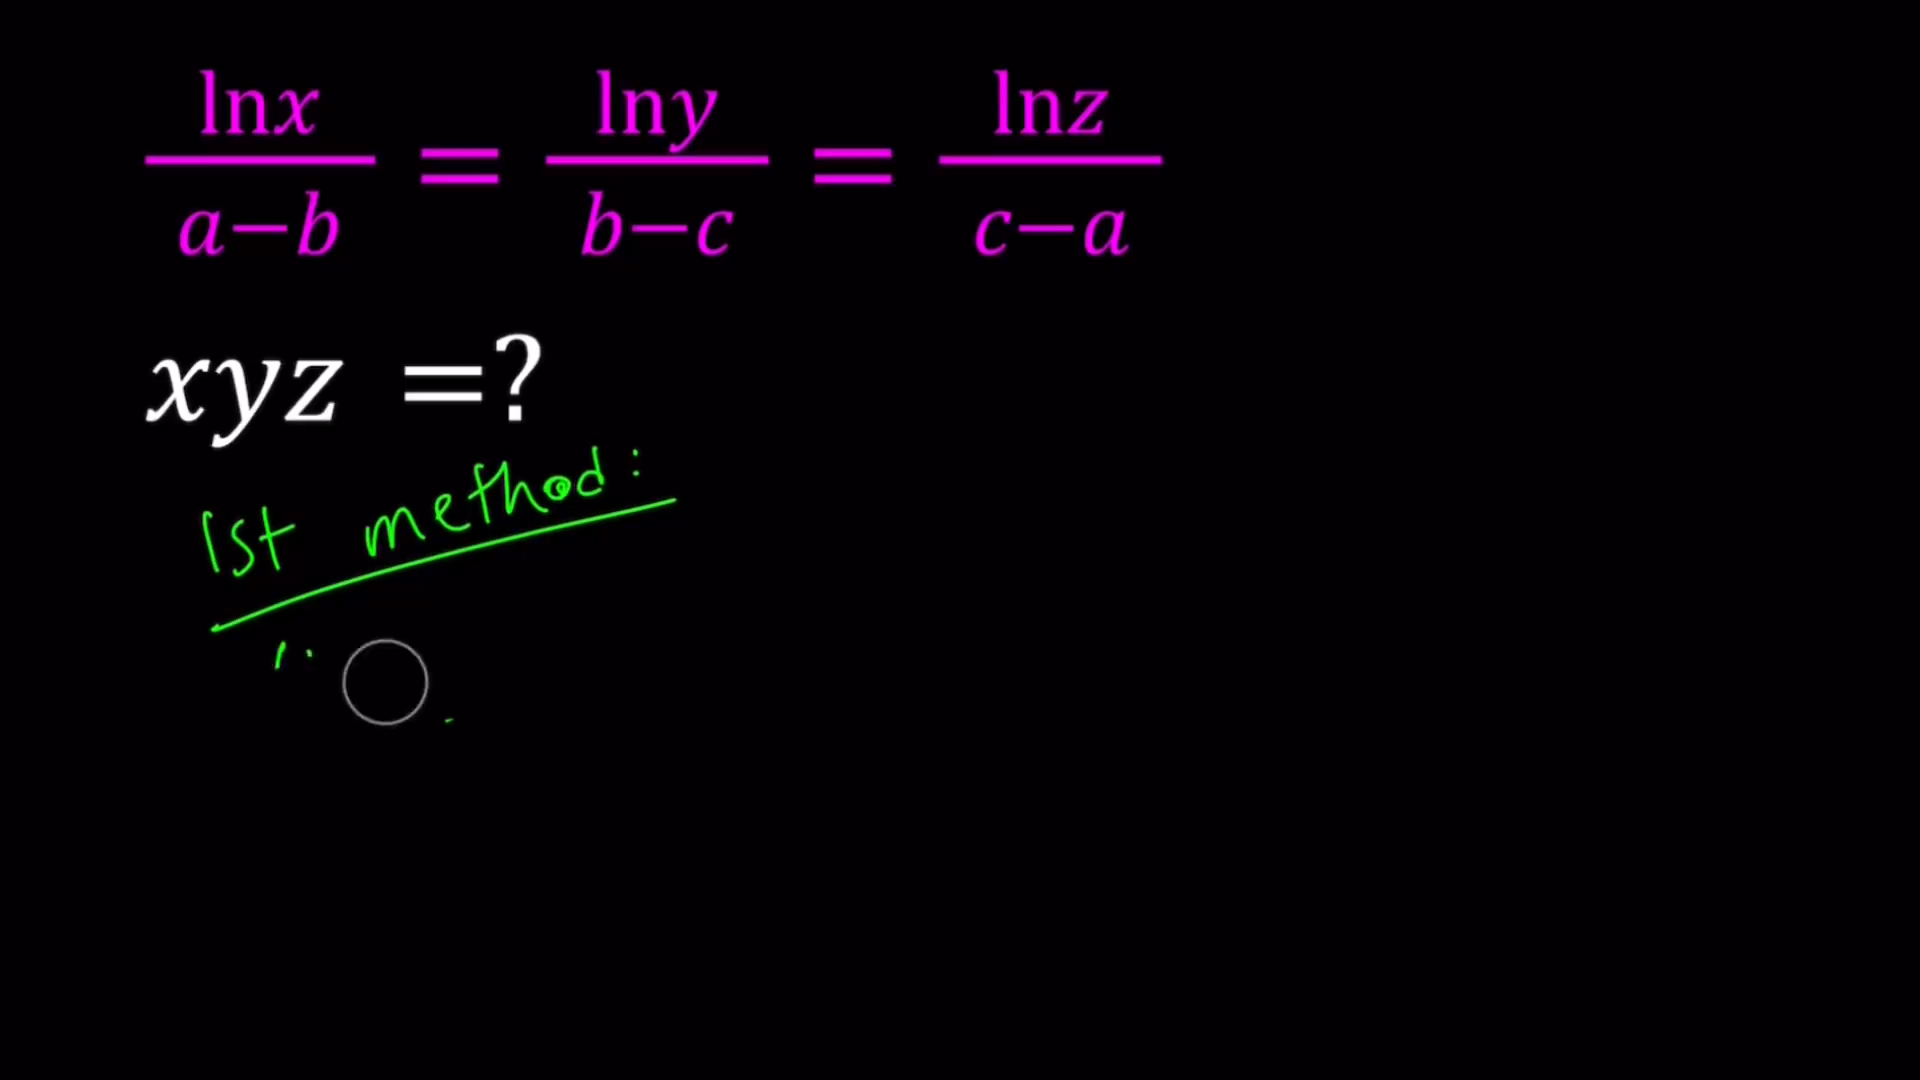 lnx/a−b = lny/b−c = lnz/c−a
xyz =?
1st method: